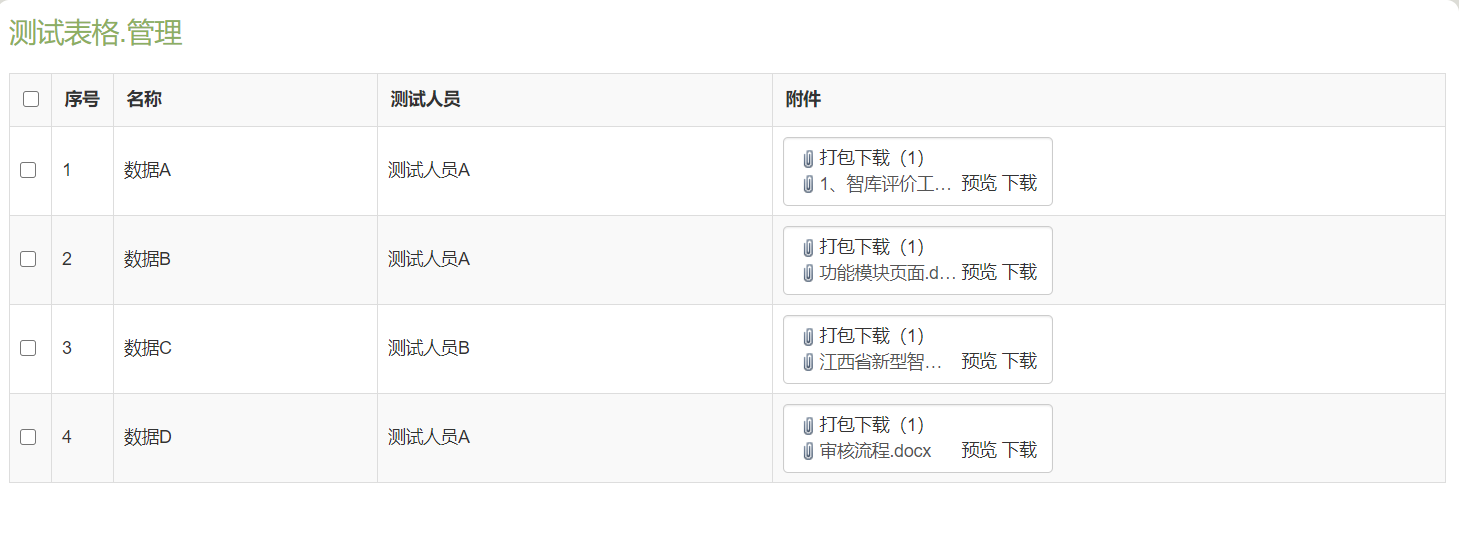 测试表格.管理
序号 名称 测试人员 附件
1 数据A 测试人员A 打包下载（1）
1、智库评价工... 预览 下载
2 数据B 测试人员A 打包下载（1）
功能模块页面.d... 预览 下载
3 数据C 测试人员B 打包下载（1）
江西省新型智... 预览 下载
4 数据D 测试人员A 打包下载（1）
审核流程.docx 预览 下载